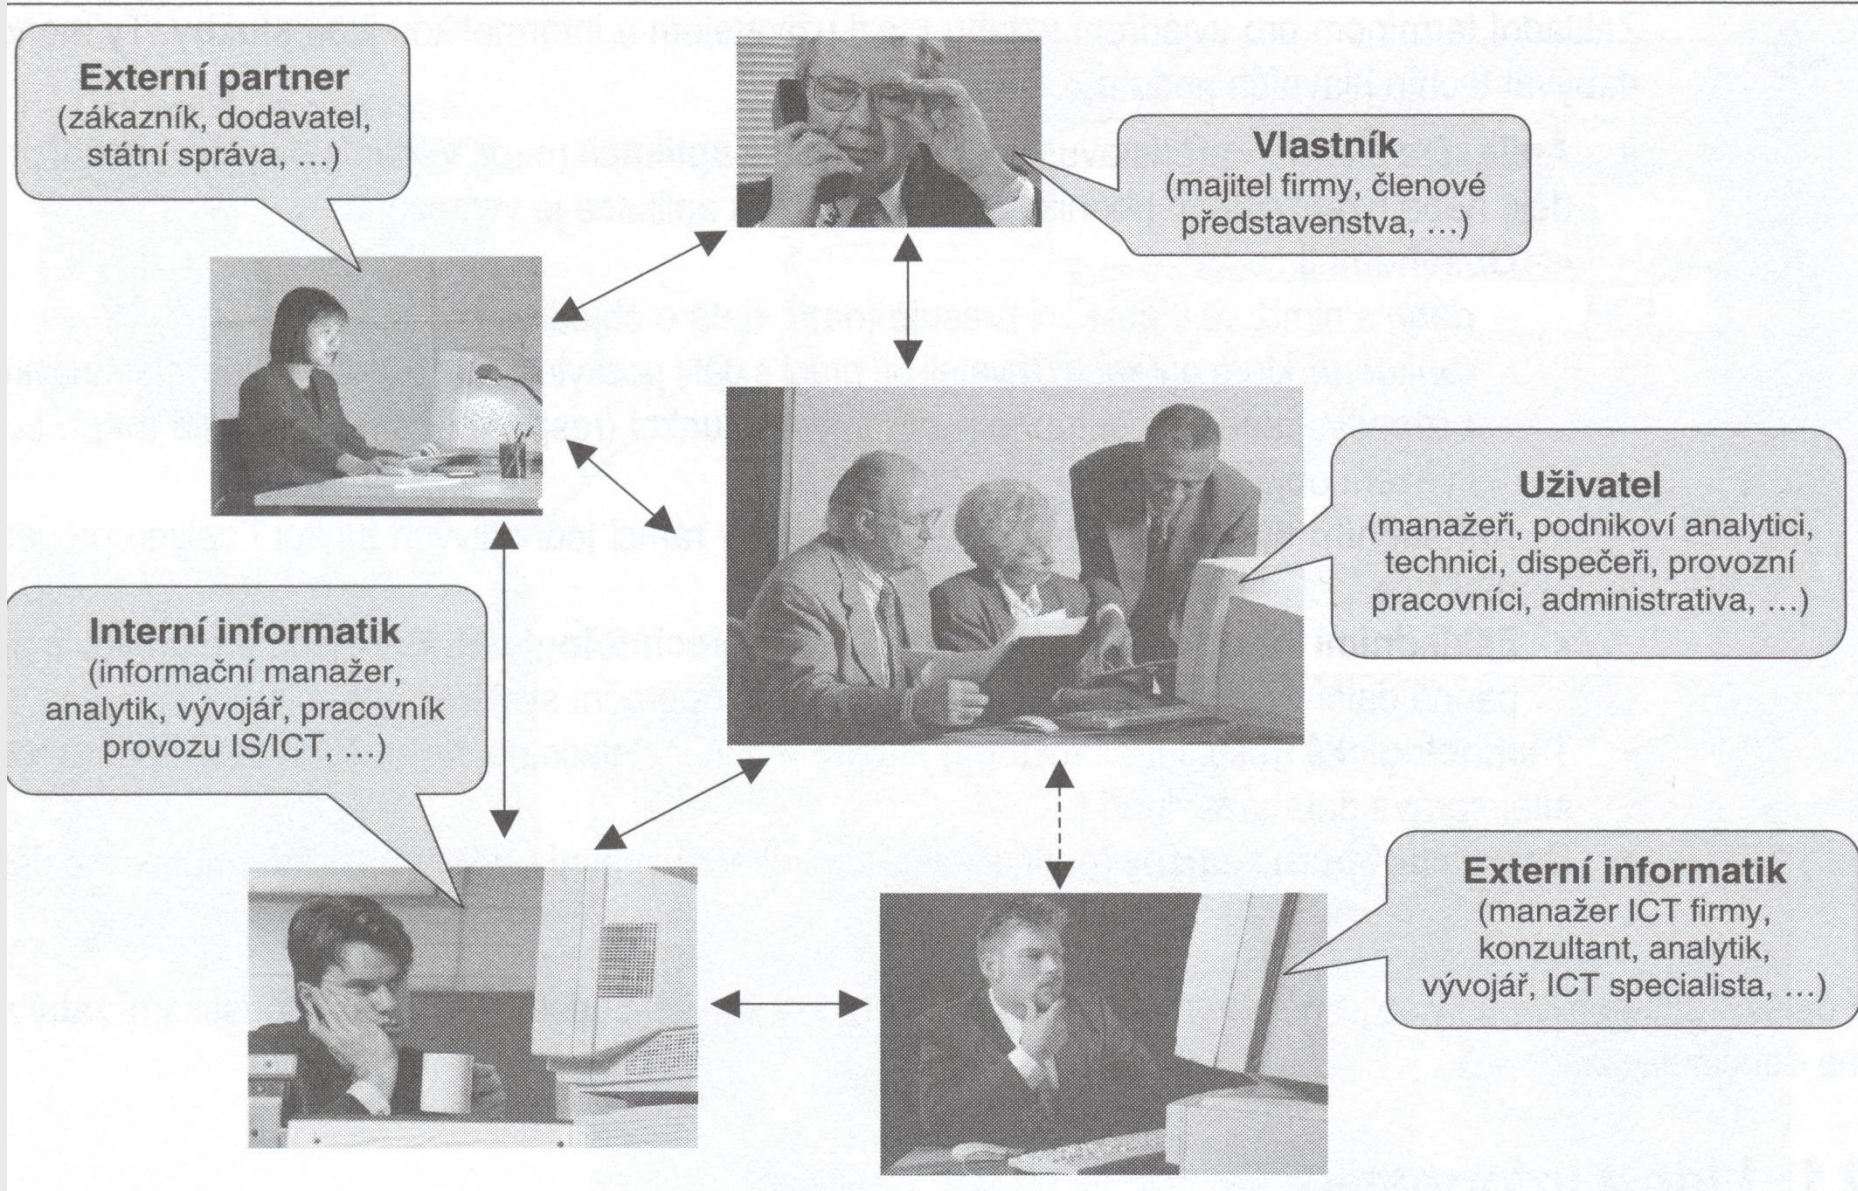 Externí partner
(zákazník, dodavatel,
státní správa, …)
Vlastník
(majitel firmy, členové
představenstva, …)
Uživatel
(manažeři, podnikoví analytici,
technici, dispečeři, provozní
pracovníci, administrativa, …)
Interní informatik
(informační manažer,
analytik, vývojář, pracovník
provozu IS/ICT, …)
Externí informatik
(manažer ICT firmy,
konzultant, analytik,
vývojář, ICT specialista, …)